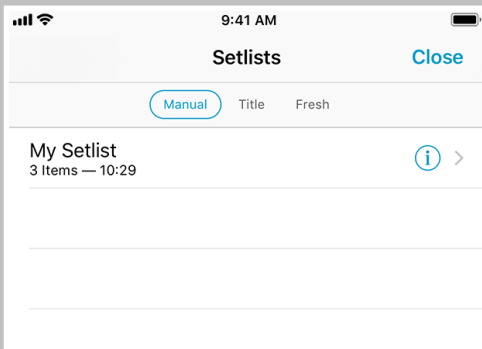 9:41 AM
Setlists Close
Manual Title Fresh
My Setlist
3 Items — 10:29